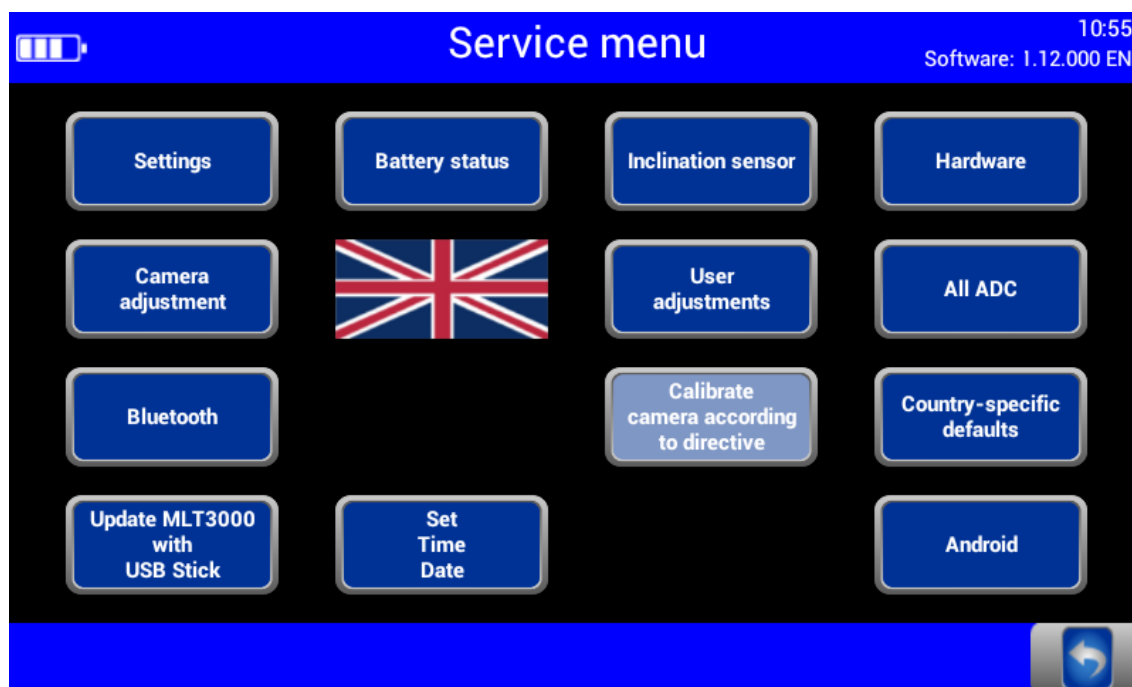 Service menu
10:55
Software: 1.12.000 EN
Settings
Battery status
Inclination sensor
Hardware
Camera
adjustment
User
adjustments
All ADC
Bluetooth
Calibrate
camera according
to directive
Country-specific
defaults
Update MLT3000
with
USB Stick
Set
Time
Date
Android